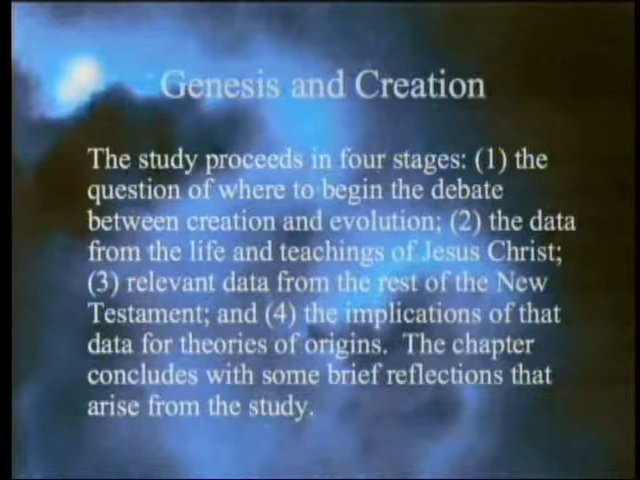 Genesis and Creation
The study proceeds in four stages: (1) the
question of where to begin the debate
between creation and evolution; (2) the data
from the life and teachings of Jesus Christ;
(3) relevant data from the rest of the New
Testament; and (4) the implications of that
data for theories of origins.  The chapter
concludes with some brief reflections that
arise from the study.